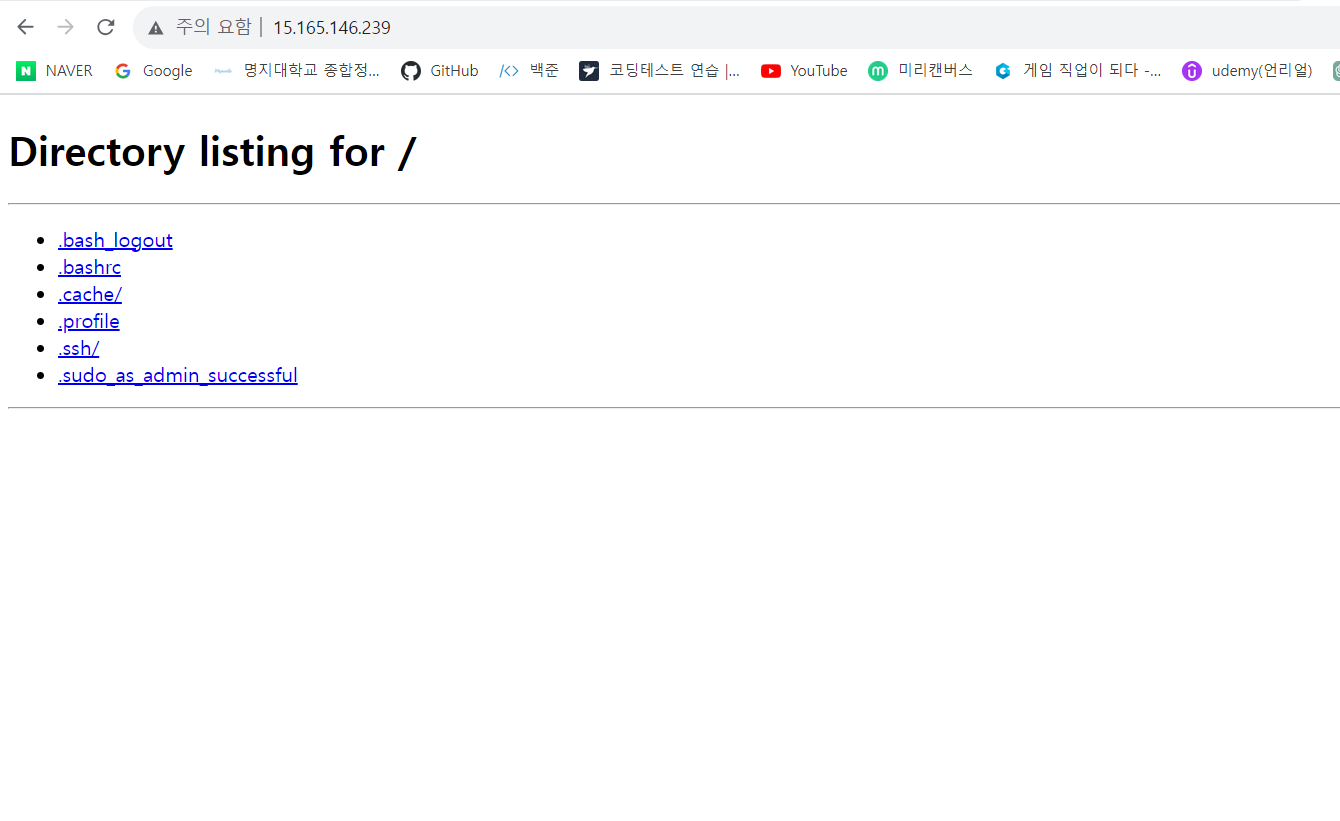 주의 요함 | 15.165.146.239
NAVER Google 명지대학교 종합정... GitHub /<> 백준 코딩테스트 연습 |... YouTube 미리캔버스 게임 직업이 되다 -... udemy(언리얼)
Directory listing for /
.bash_logout
.bashrc
.cache/
.profile
.ssh/
.sudo_as_admin_successful